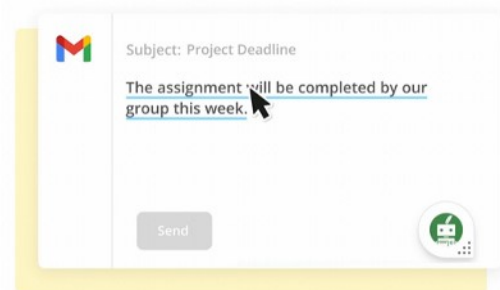 Subject: Project Deadline
The assignment will be completed by our
group this week.
Send